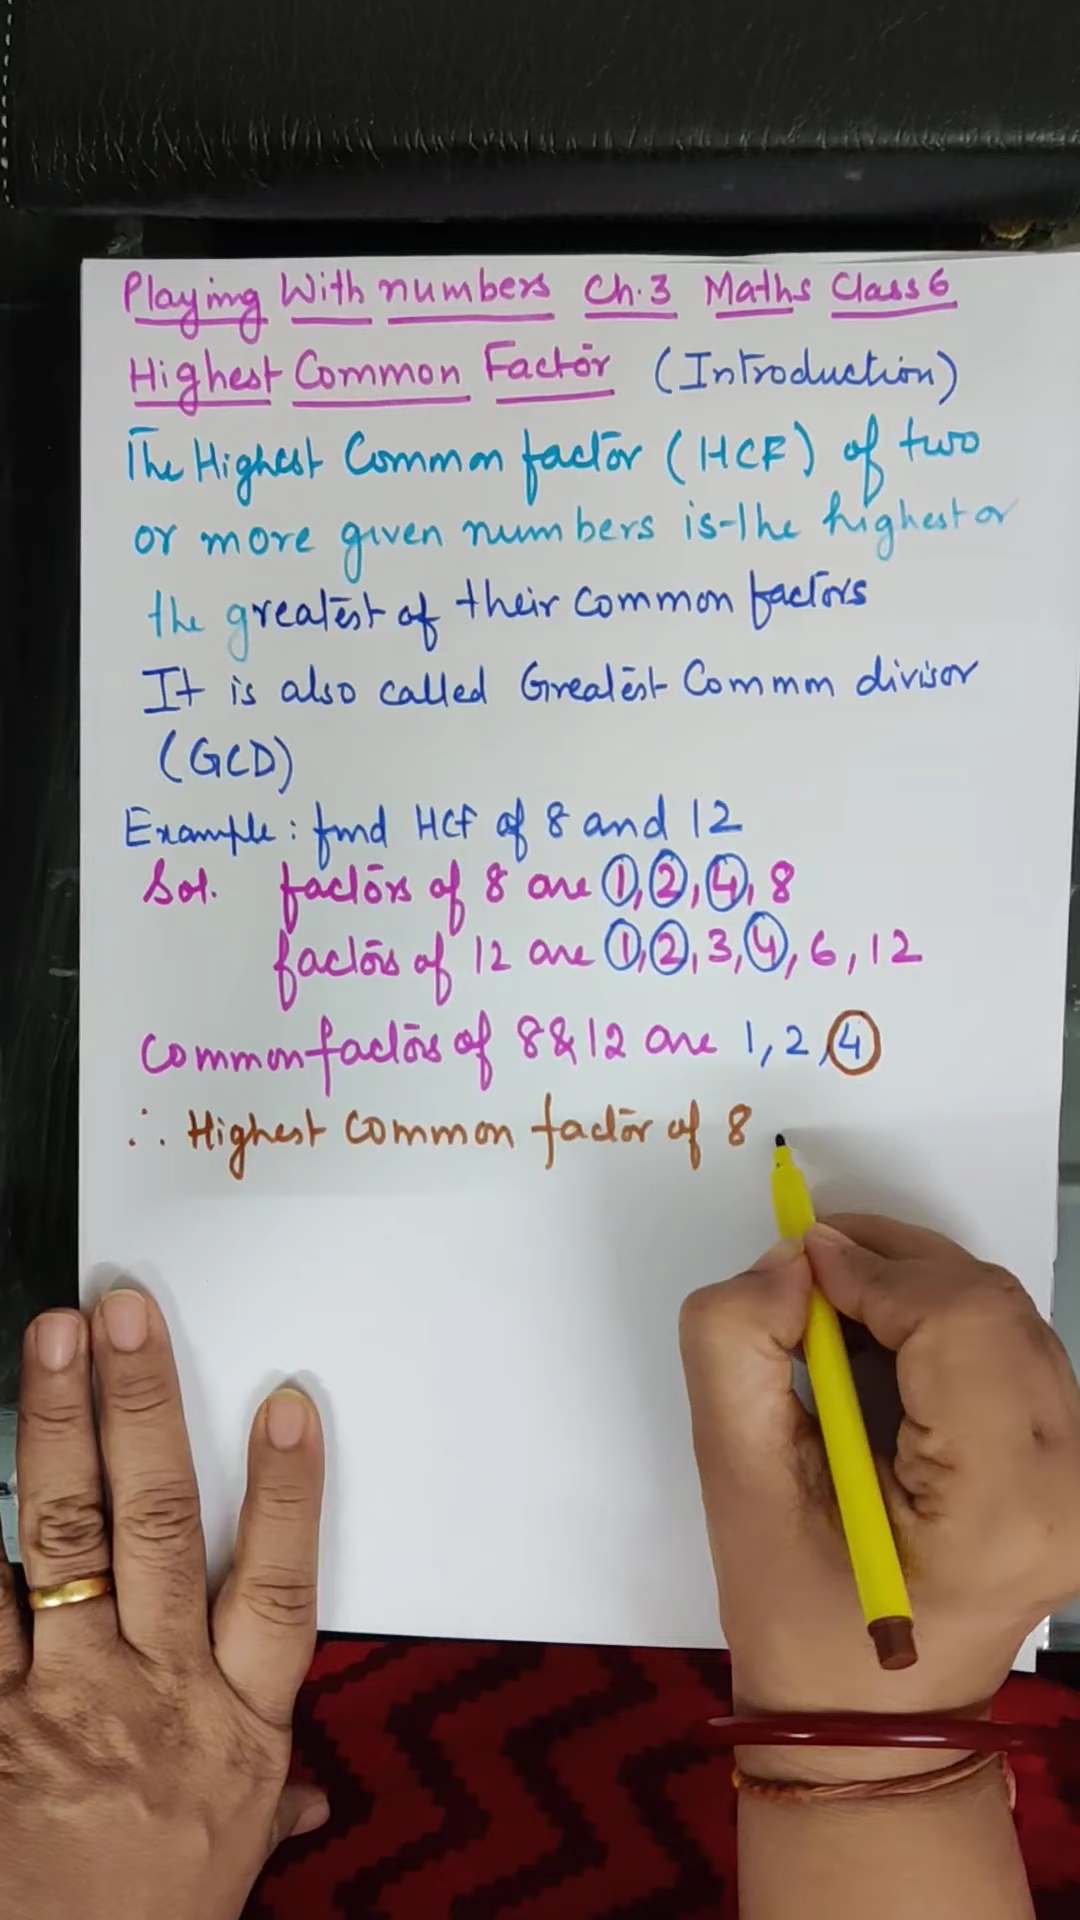 Playing With numbers Ch.3 Maths Class 6
Highest Common Factor (Introduction)
The Highest Common factor (HCF) of two
or more given numbers is the highest or
the greatest of their common factors
It is also called Greatest Common divisor
(GCD)
Example: find HCF of 8 and 12
Sol. factors of 8 are 1, 2, 4, 8
factors of 12 are 1, 2, 3, 4, 6, 12
Common factors of 8 & 12 are 1, 2, 4
∴ Highest Common factor of 8